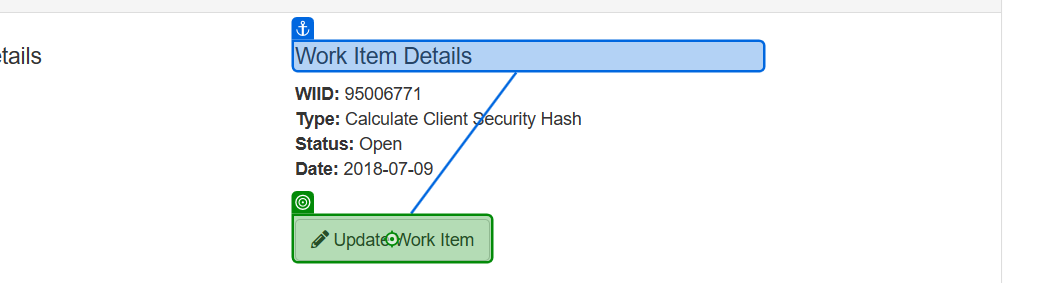 etails
Work Item Details
WIID: 95006771
Type: Calculate Client Security Hash
Status: Open
Date: 2018-07-09
Update Work Item